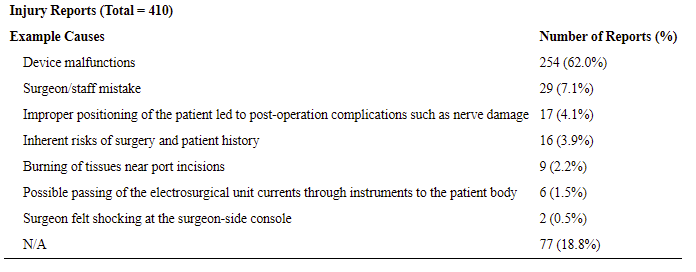 Injury Reports (Total = 410)
Example Causes Number of Reports (%)
Device malfunctions 254 (62.0%)
Surgeon/staff mistake 29 (7.1%)
Improper positioning of the patient led to post-operation complications such as nerve damage 17 (4.1%)
Inherent risks of surgery and patient history 16 (3.9%)
Burning of tissues near port incisions 9 (2.2%)
Possible passing of the electrosurgical unit currents through instruments to the patient body 6 (1.5%)
Surgeon felt shocking at the surgeon-side console 2 (0.5%)
N/A 77 (18.8%)